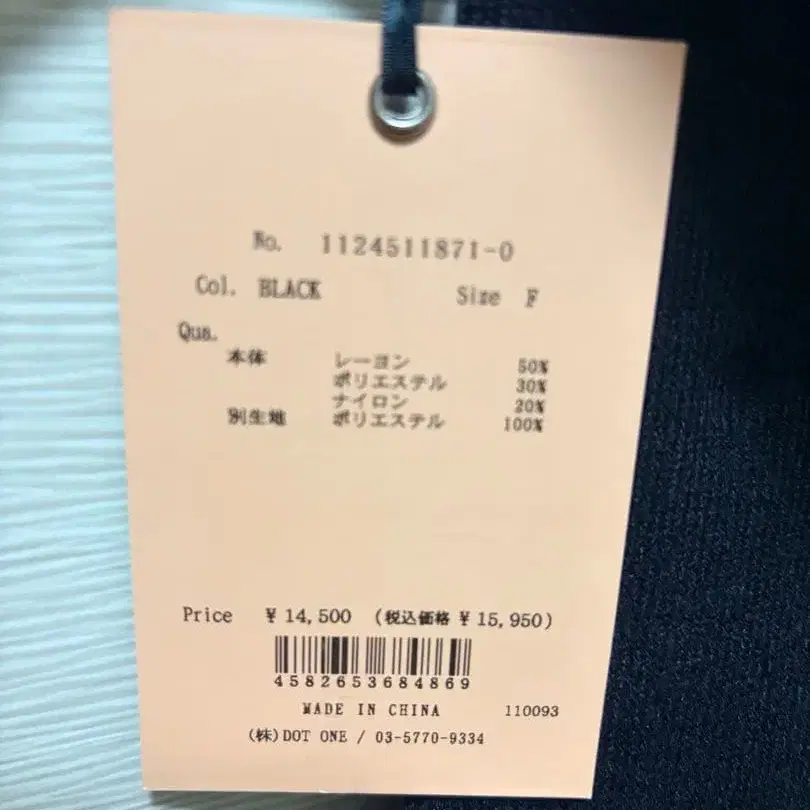 No. 1124511871-0
Col. BLACK Size F
Qua.
本体 レーヨン 50%
ポリエステル 30%
ナイロン 20%
別生地 ポリエステル 100%
Price ¥ 14,500 (税込価格 ¥ 15,950)
4582653684869
MADE IN CHINA 110093
(株)DOT ONE / 03-5770-9334